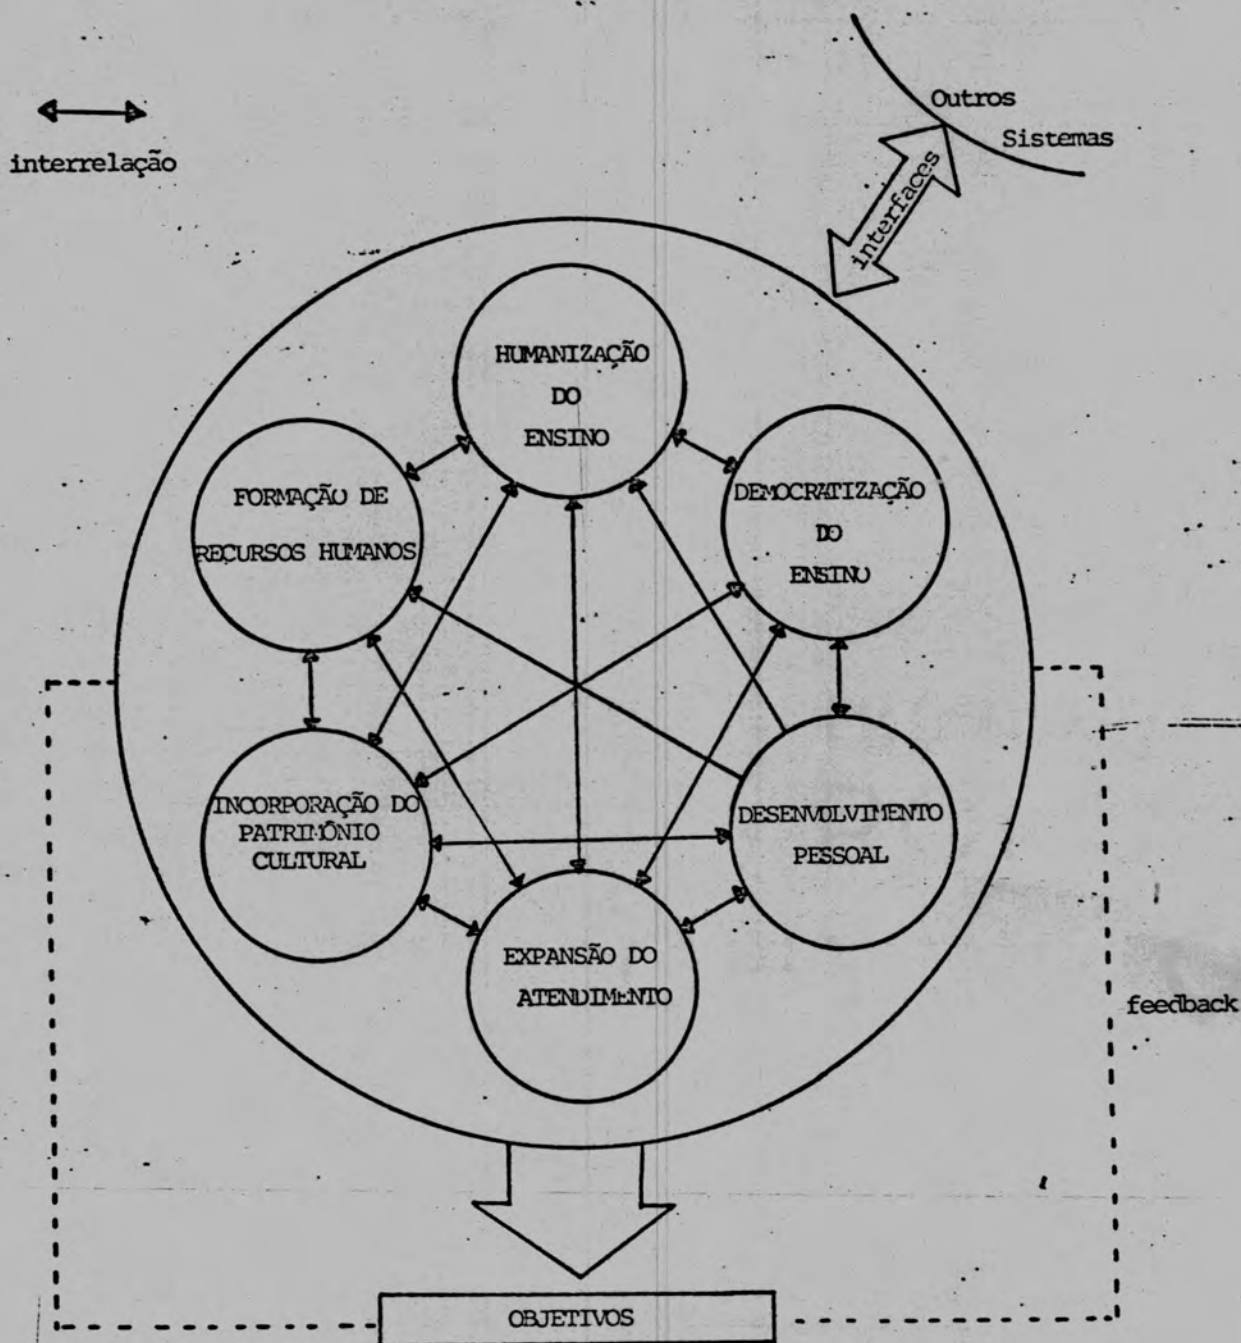 Outros
Sistemas
interrelação
interfaces
HUMANIZAÇÃO
DO
ENSINO
FORMAÇÃO DE
RECURSOS HUMANOS
DEMOCRATIZAÇÃO
DO
ENSINO
INCORPORAÇÃO DO
PATRIMÔNIO
CULTURAL
DESENVOLVIMENTO
PESSOAL
EXPANSÃO DO
ATENDIMENTO
feedback
OBJETIVOS